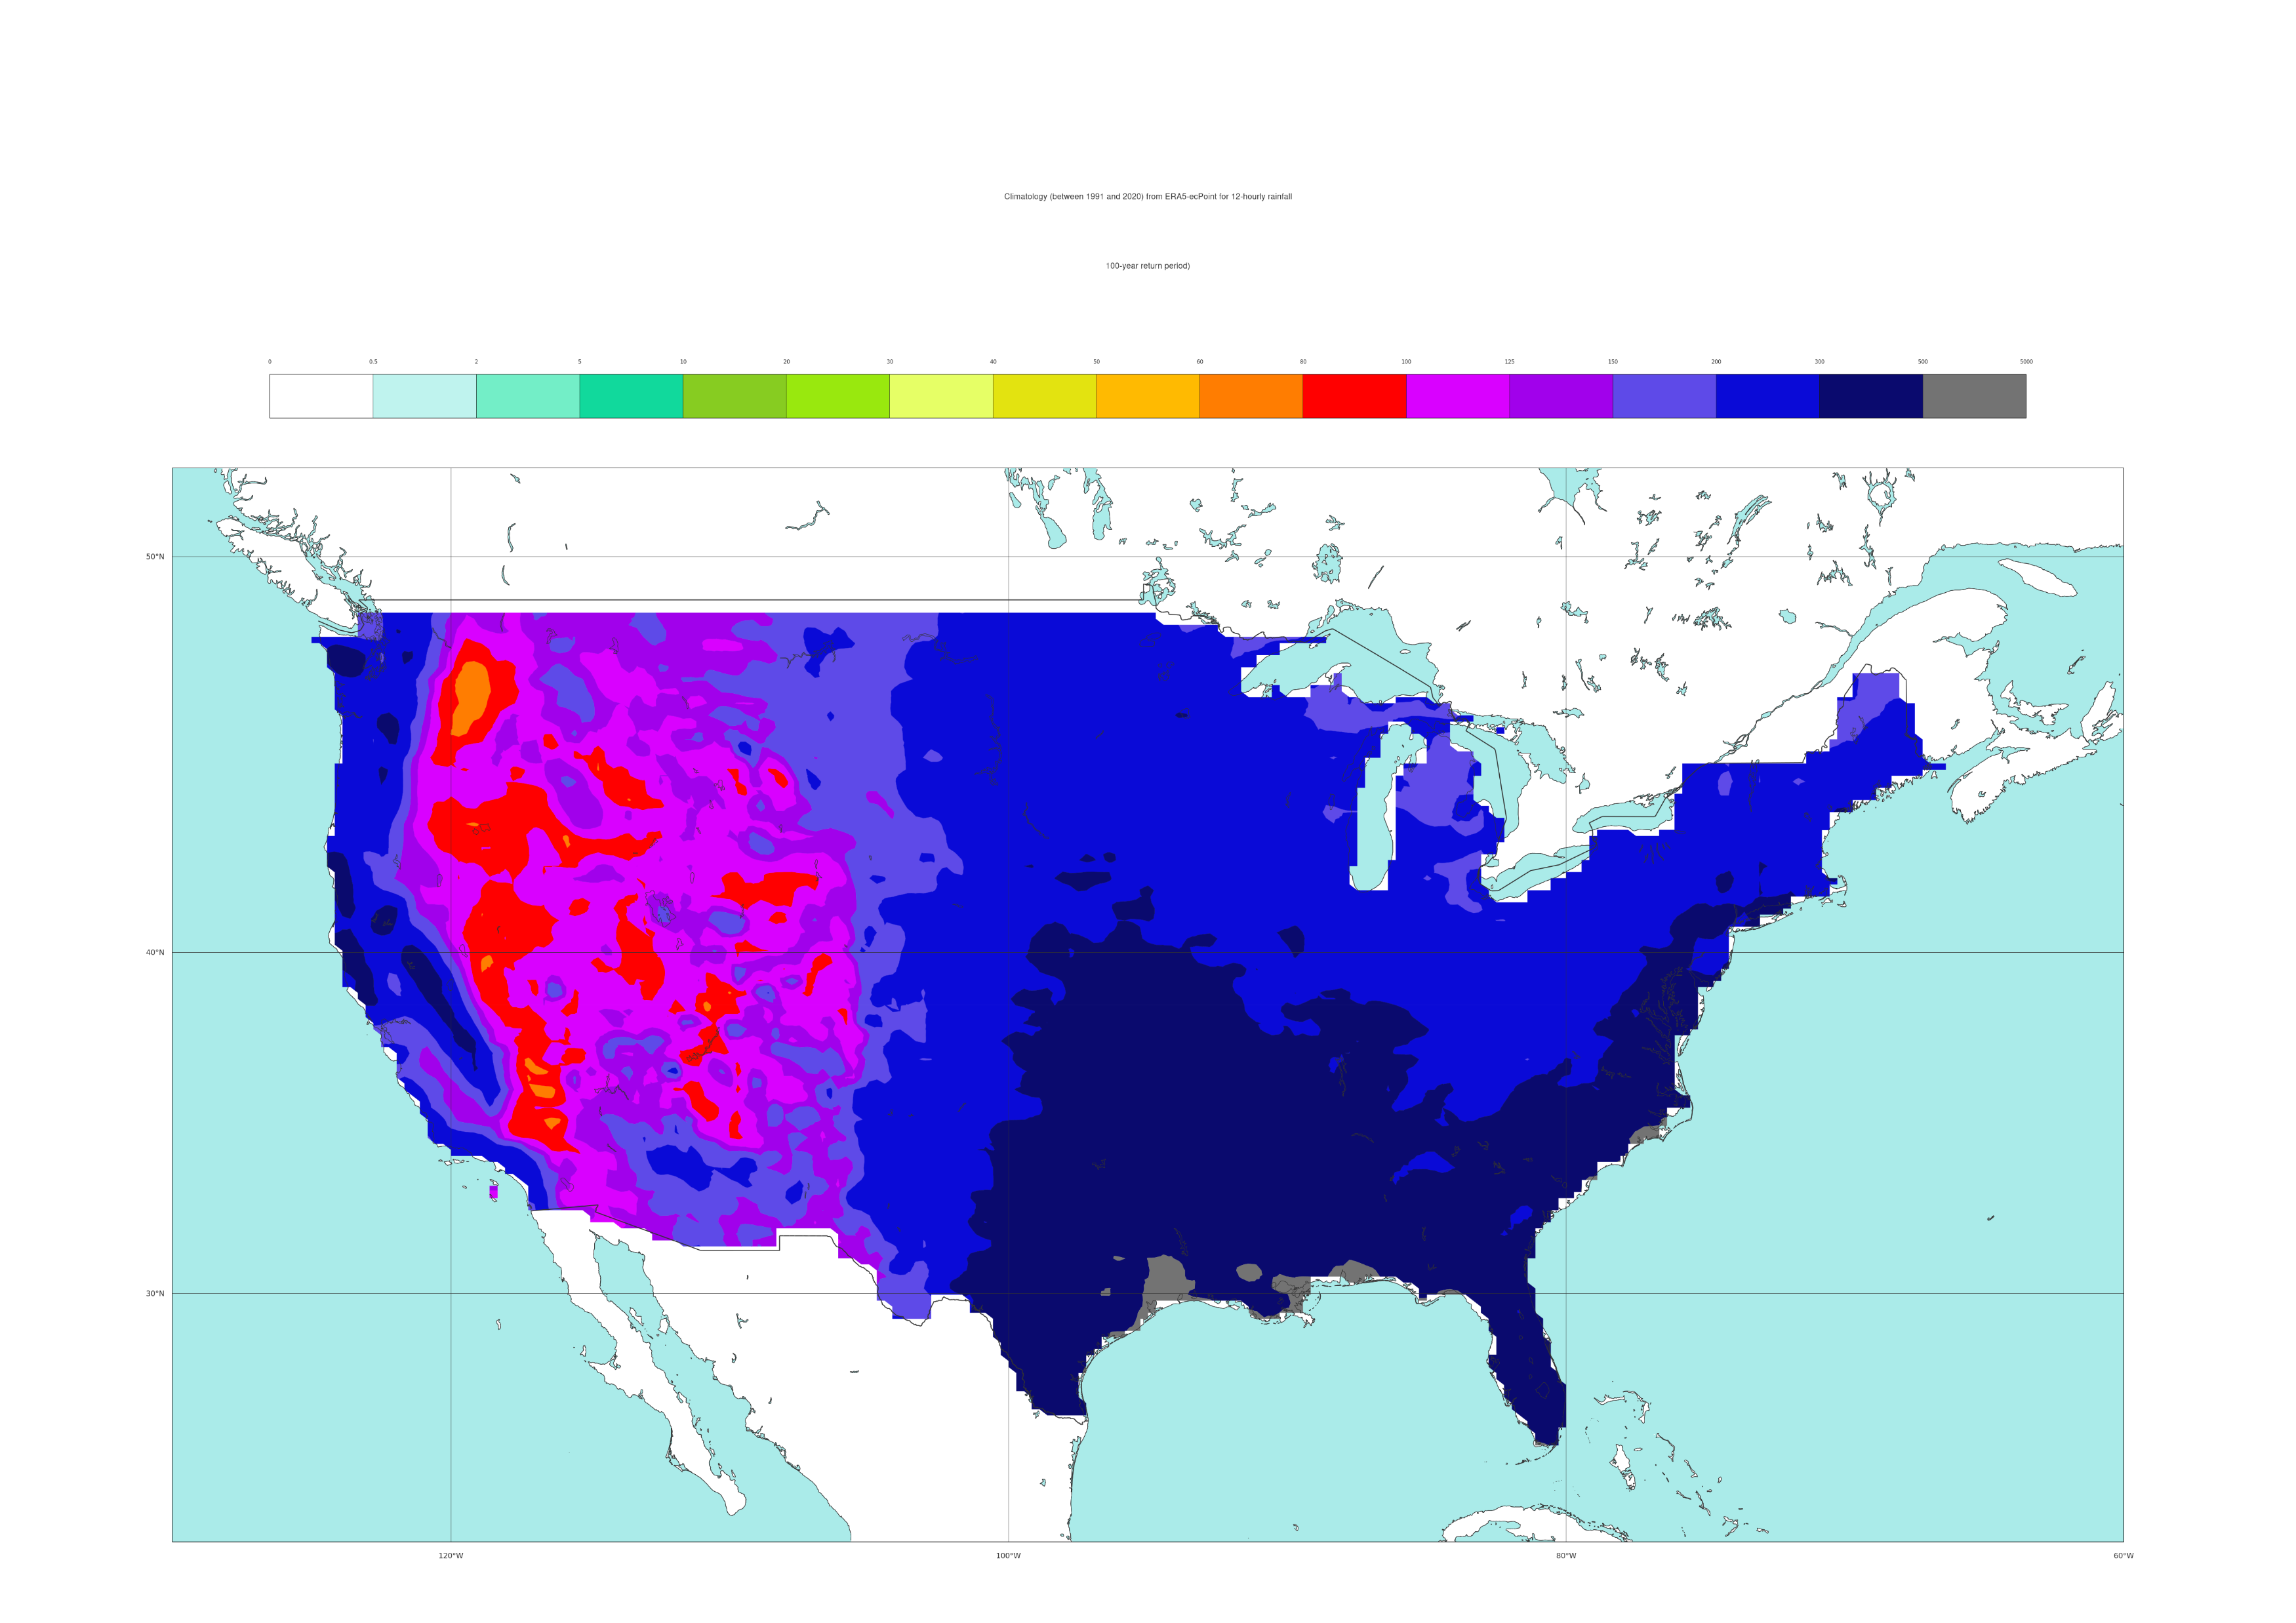 Climatology (between 1991 and 2020) from ERA5-ecPoint for 12-hourly rainfall
100-year return period)
0 0.5 2 5 10 20 30 40 50 60 80 100 125 150 200 300 500 5000
50°N
40°N
30°N
120°W 100°W 80°W 60°W